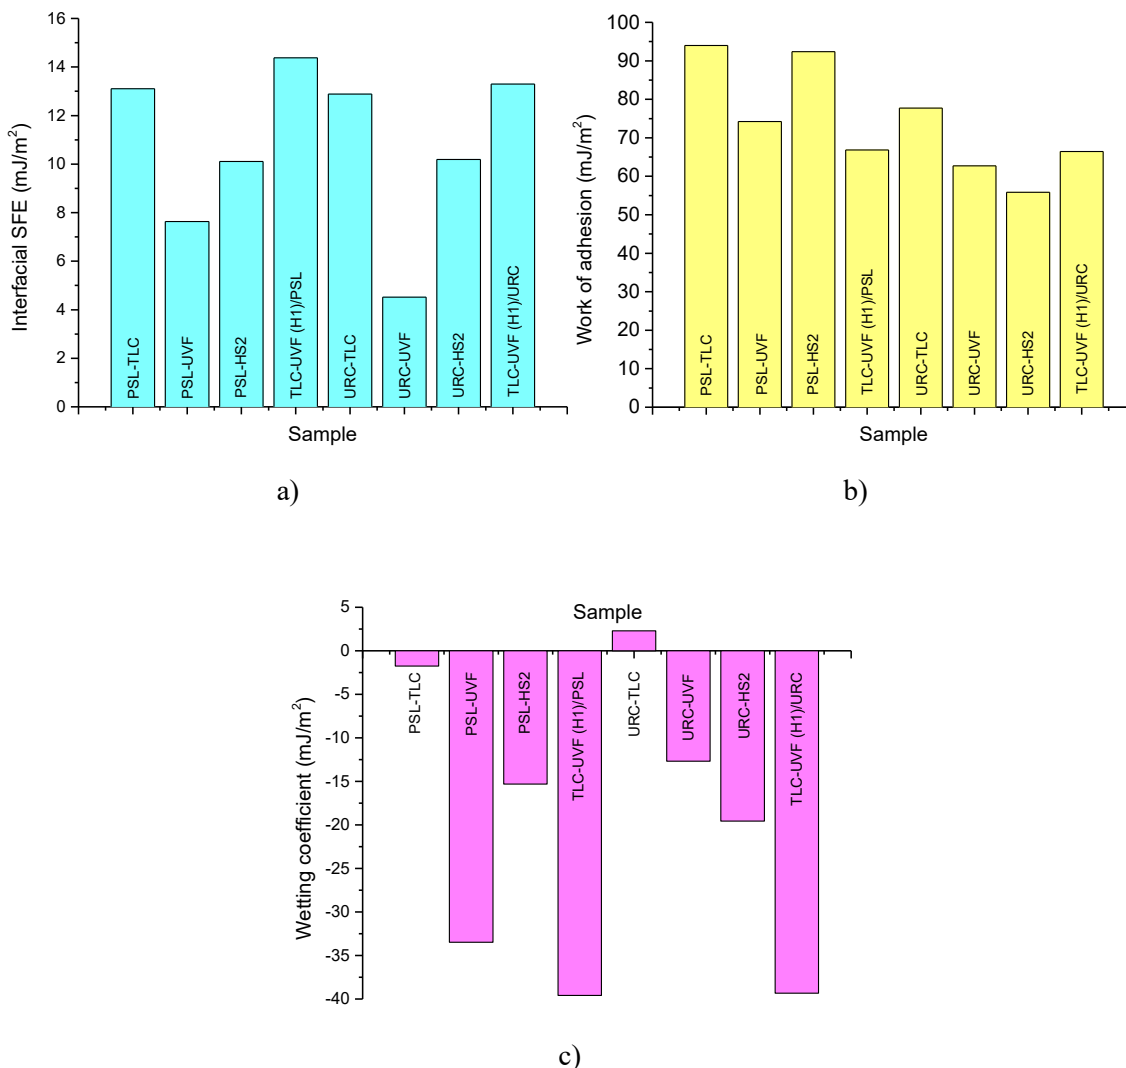 16
14
12
10
8
6
4
2
0
Interfacial SFE (mJ/m²)
PSL-TLC
PSL-UVF
PSL-HS2
TLC-UVF (H1)/PSL
URC-TLC
URC-UVF
URC-HS2
TLC-UVF (H1)/URC
Sample
a)
100
90
80
70
60
50
40
30
20
10
0
Work of adhesion (mJ/m²)
PSL-TLC
PSL-UVF
PSL-HS2
TLC-UVF (H1)/PSL
URC-TLC
URC-UVF
URC-HS2
TLC-UVF (H1)/URC
Sample
b)
Sample
5
0
-5
-10
-15
-20
-25
-30
-35
-40
Wetting coefficient (mJ/m²)
PSL-TLC
PSL-UVF
PSL-HS2
TLC-UVF (H1)/PSL
URC-TLC
URC-UVF
URC-HS2
TLC-UVF (H1)/URC
c)